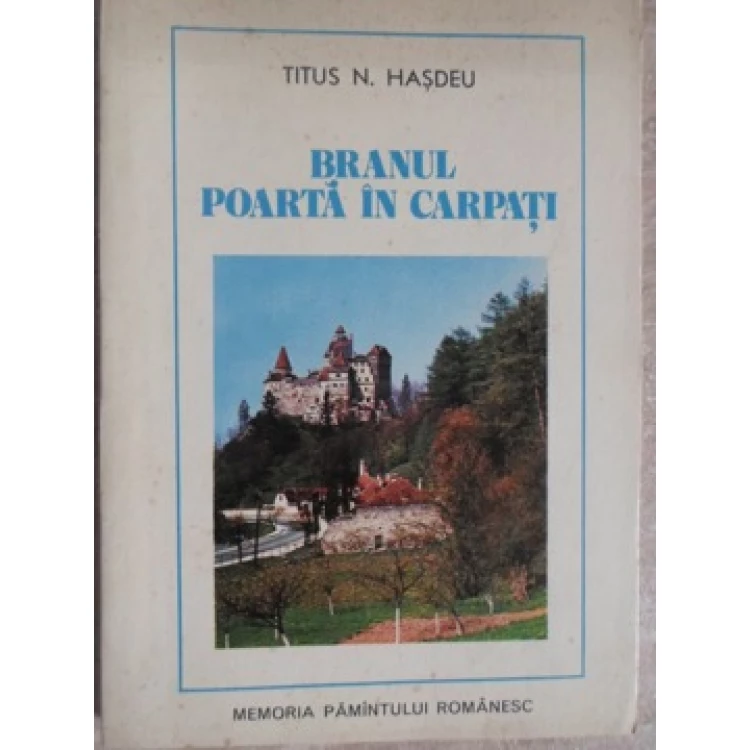 TITUS N. HAȘDEU
BRANUL
POARTĂ ÎN CARPAȚI
MEMORIA PĂMÎNTULUI ROMÂNESC